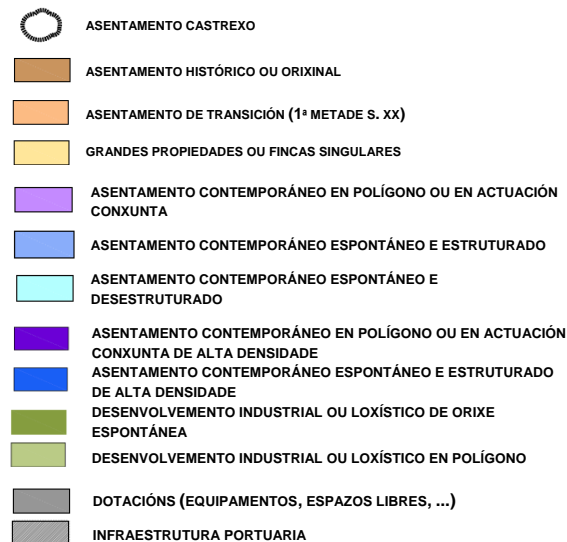 ASENTAMENTO CASTREXO
ASENTAMENTO HISTÓRICO OU ORIXINAL
ASENTAMENTO DE TRANSICIÓN (1ª METADE S. XX)
GRANDES PROPIEDADES OU FINCAS SINGULARES
ASENTAMENTO CONTEMPORÁNEO EN POLÍGONO OU EN ACTUACIÓN
CONXUNTA
ASENTAMENTO CONTEMPORÁNEO ESPONTÁNEO E ESTRUTURADO
ASENTAMENTO CONTEMPORÁNEO ESPONTÁNEO E
DESESTRUTURADO
ASENTAMENTO CONTEMPORÁNEO EN POLÍGONO OU EN ACTUACIÓN
CONXUNTA DE ALTA DENSIDADE
ASENTAMENTO CONTEMPORÁNEO ESPONTÁNEO E ESTRUTURADO
DE ALTA DENSIDADE
DESENVOLVEMENTO INDUSTRIAL OU LOXÍSTICO DE ORIXE
ESPONTÁNEA
DESENVOLVEMENTO INDUSTRIAL OU LOXÍSTICO EN POLÍGONO
DOTACIÓNS (EQUIPAMENTOS, ESPAZOS LIBRES, ...)
INFRAESTRUTURA PORTUARIA